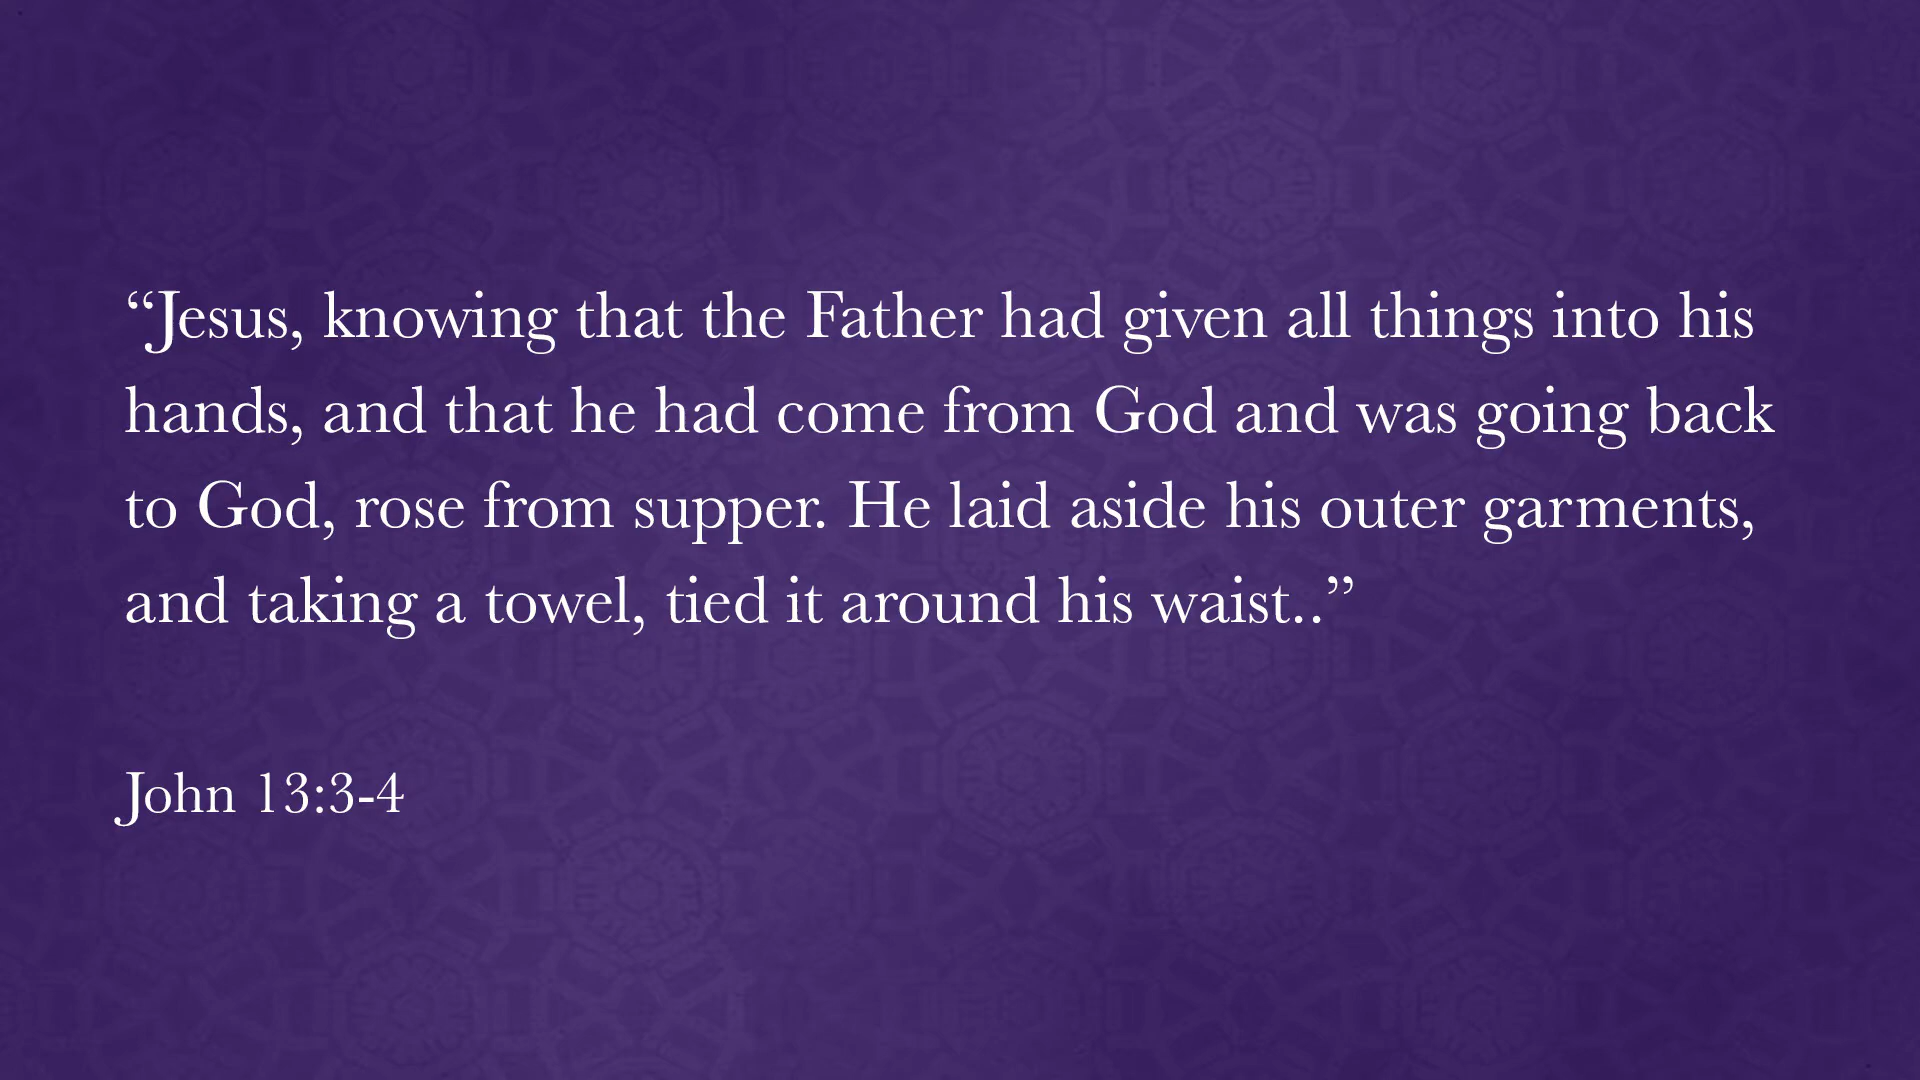 “Jesus, knowing that the Father had given all things into his
hands, and that he had come from God and was going back
to God, rose from supper. He laid aside his outer garments,
and taking a towel, tied it around his waist..”
John 13:3-4